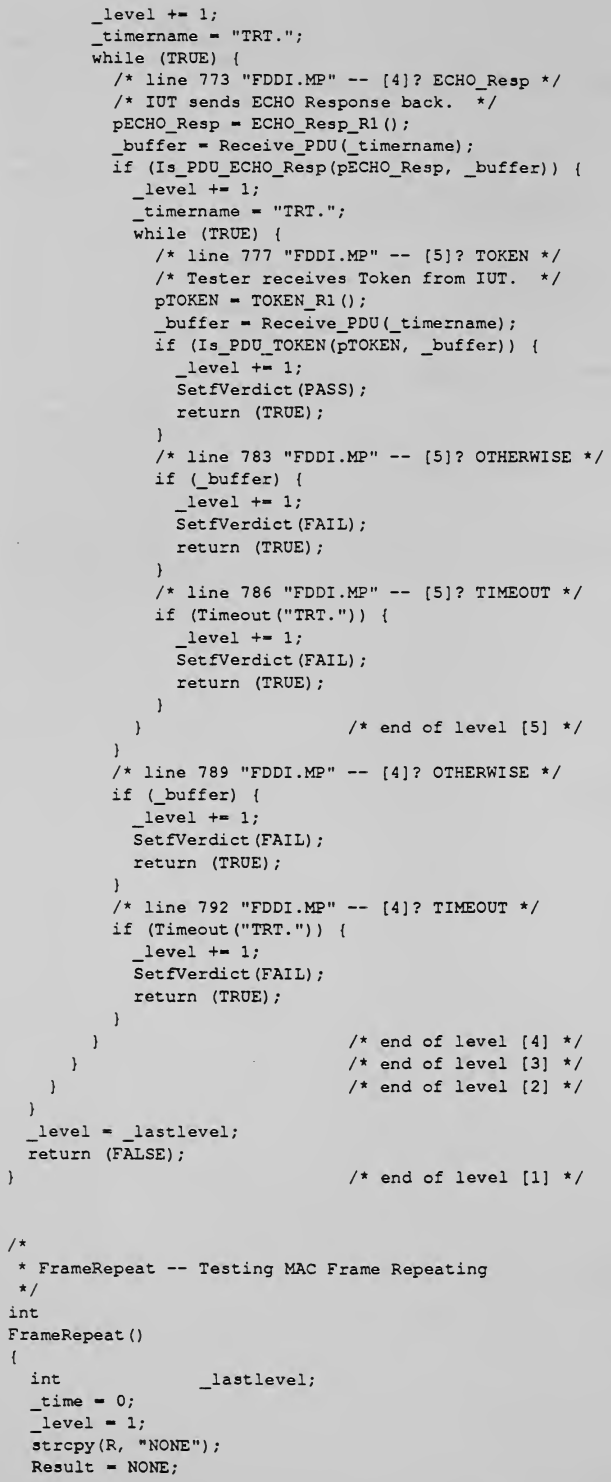 _level += 1;
_timername = "TRT.";
while (TRUE) {
/* line 773 "FDDI.MP" -- [4]? ECHO_Resp */
/* IUT sends ECHO Response back. */
pECHO_Resp = ECHO_Resp_R1();
_buffer = Receive_PDU(_timername);
if (Is_PDU_ECHO_Resp(pECHO_Resp, _buffer)) {
_level += 1;
_timername = "TRT.";
while (TRUE) {
/* line 777 "FDDI.MP" -- [5]? TOKEN */
/* Tester receives Token from IUT. */
pTOKEN = TOKEN_R1();
_buffer = Receive_PDU(_timername);
if (Is_PDU_TOKEN(pTOKEN, _buffer)) {
_level += 1;
SetfVerdict(PASS);
return (TRUE);
}
/* line 783 "FDDI.MP" -- [5]? OTHERWISE */
if (_buffer) {
_level += 1;
SetfVerdict(FAIL);
return (TRUE);
}
/* line 786 "FDDI.MP" -- [5]? TIMEOUT */
if (Timeout("TRT.")) {
_level += 1;
SetfVerdict(FAIL);
return (TRUE);
}
} /* end of level [5] */
}
/* line 789 "FDDI.MP" -- [4]? OTHERWISE */
if (_buffer) {
_level += 1;
SetfVerdict(FAIL);
return (TRUE);
}
/* line 792 "FDDI.MP" -- [4]? TIMEOUT */
if (Timeout("TRT.")) {
_level += 1;
SetfVerdict(FAIL);
return (TRUE);
}
} /* end of level [4] */
} /* end of level [3] */
} /* end of level [2] */
}
_level = _lastlevel;
return (FALSE);
} /* end of level [1] */
/*
* FrameRepeat -- Testing MAC Frame Repeating
*/
int
FrameRepeat()
{
int _lastlevel;
_time = 0;
_level = 1;
strcpy(R, "NONE");
Result = NONE;